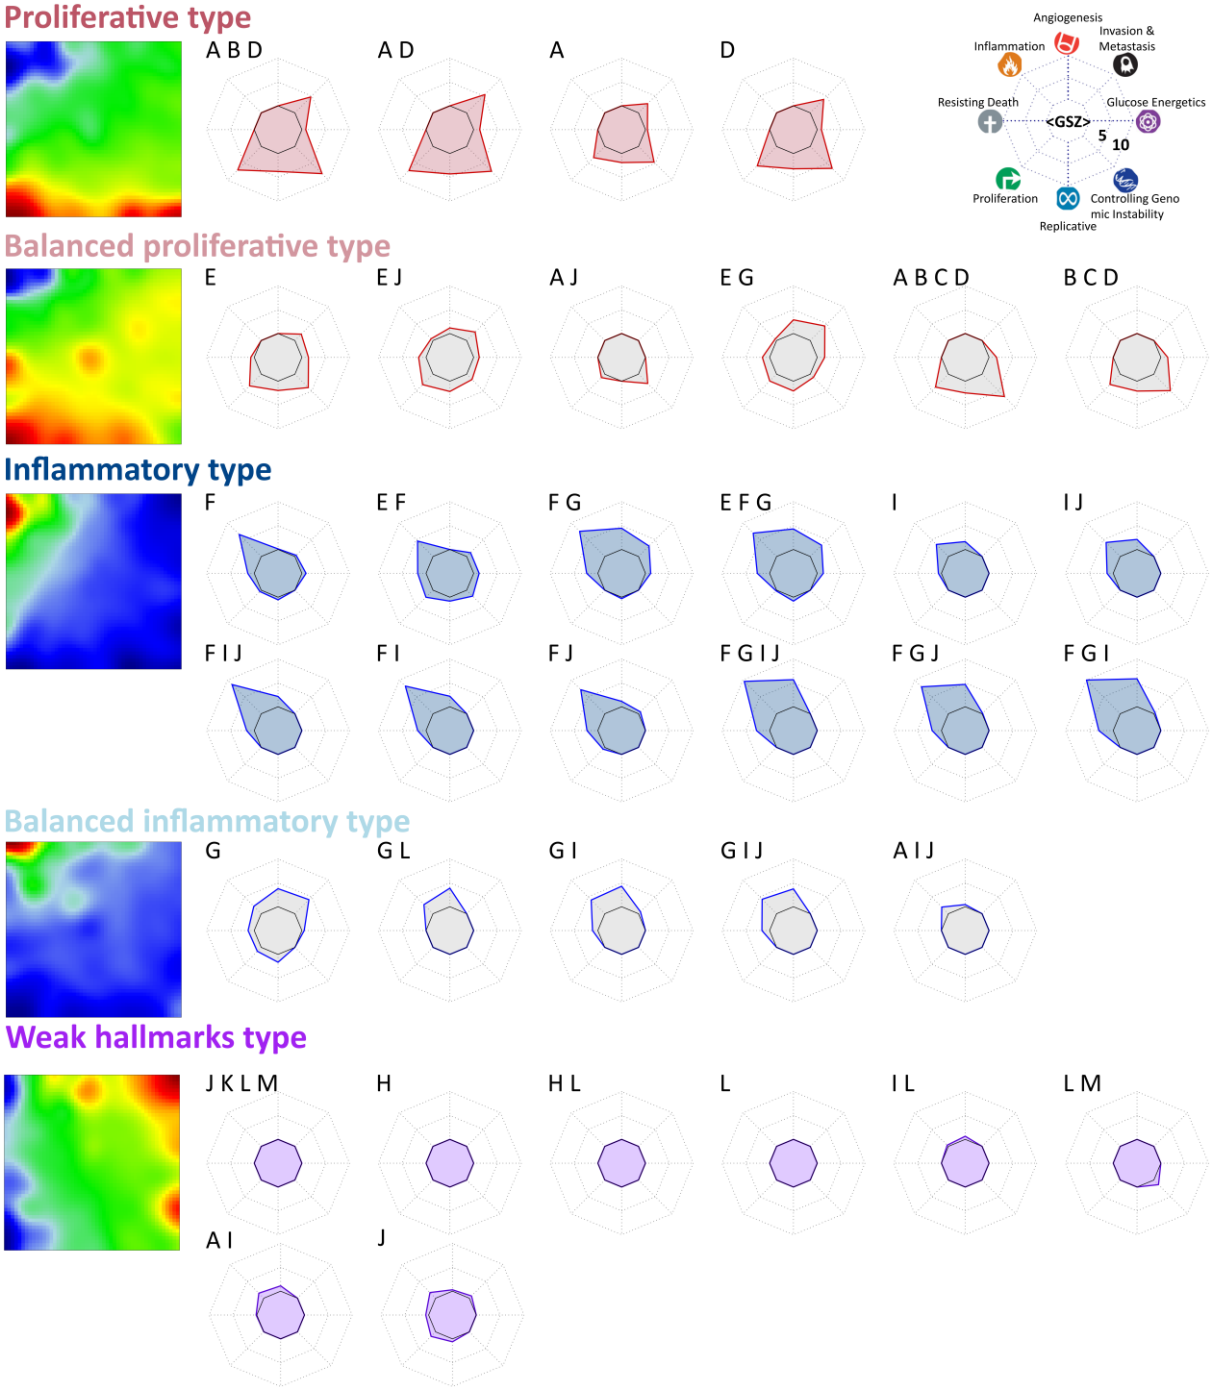 Proliferative type
A B D
A D
A
D
Angiogenesis
Inflammation
Invasion &
Metastasis
Resisting Death
Glucose Energetics
<GSZ>
5
10
Proliferation
Controlling Geno
mic Instability
Replicative
Balanced proliferative type
E
E J
A J
E G
A B C D
B C D
Inflammatory type
F
E F
F G
E F G
I
I J
F I J
F I
F J
F G I J
F G J
F G I
Balanced inflammatory type
G
G L
G I
G I J
A I J
Weak hallmarks type
J K L M
H
H L
L
I L
L M
A I
J